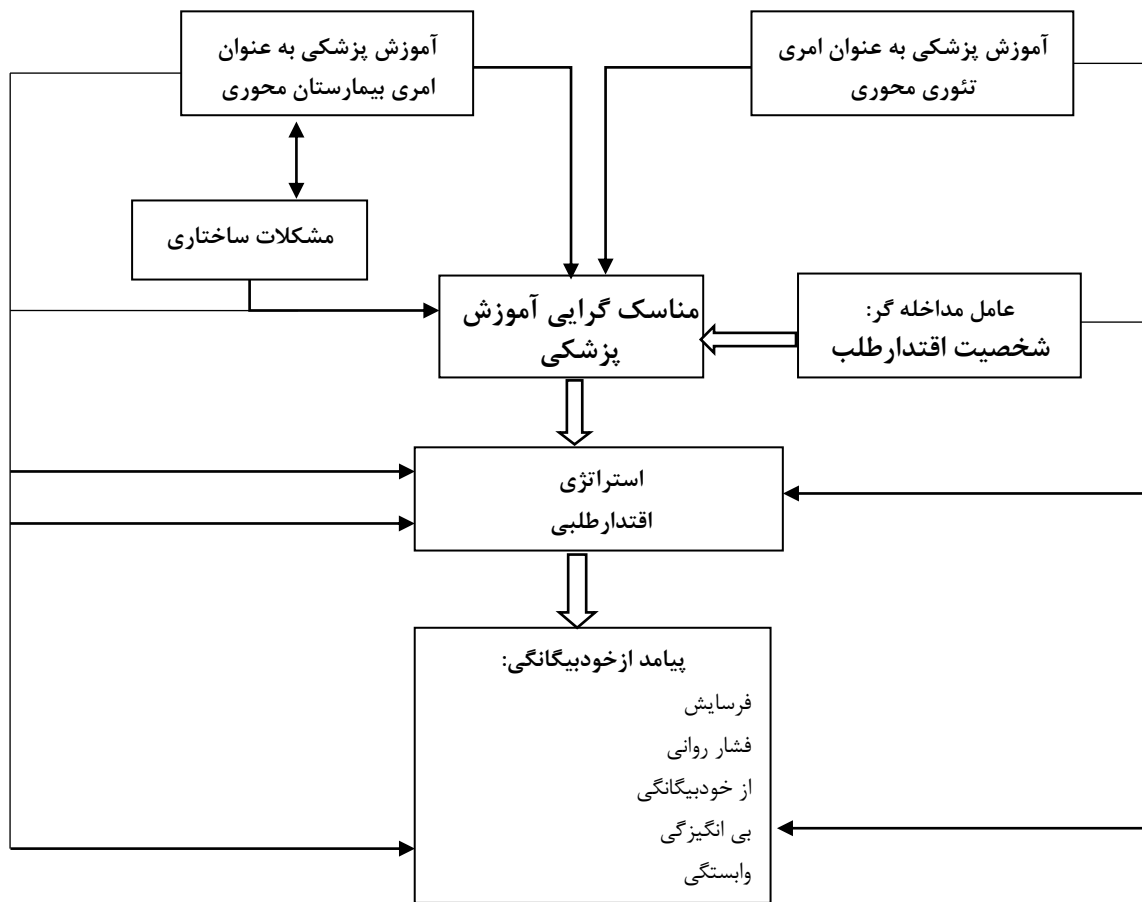 آموزش پزشکی به عنوان امری
تئوری محوری
آموزش پزشکی به عنوان
امری بیمارستان محوری
مشکلات ساختاری
عامل مداخله گر:
شخصیت اقتدارطلب
مناسک گرایی آموزش
پزشکی
استراتژی
اقتدارطلبی
پیامد ازخودبیگانگی:
فرسایش
فشار روانی
از خودبیگانگی
بی انگیزگی
وابستگی